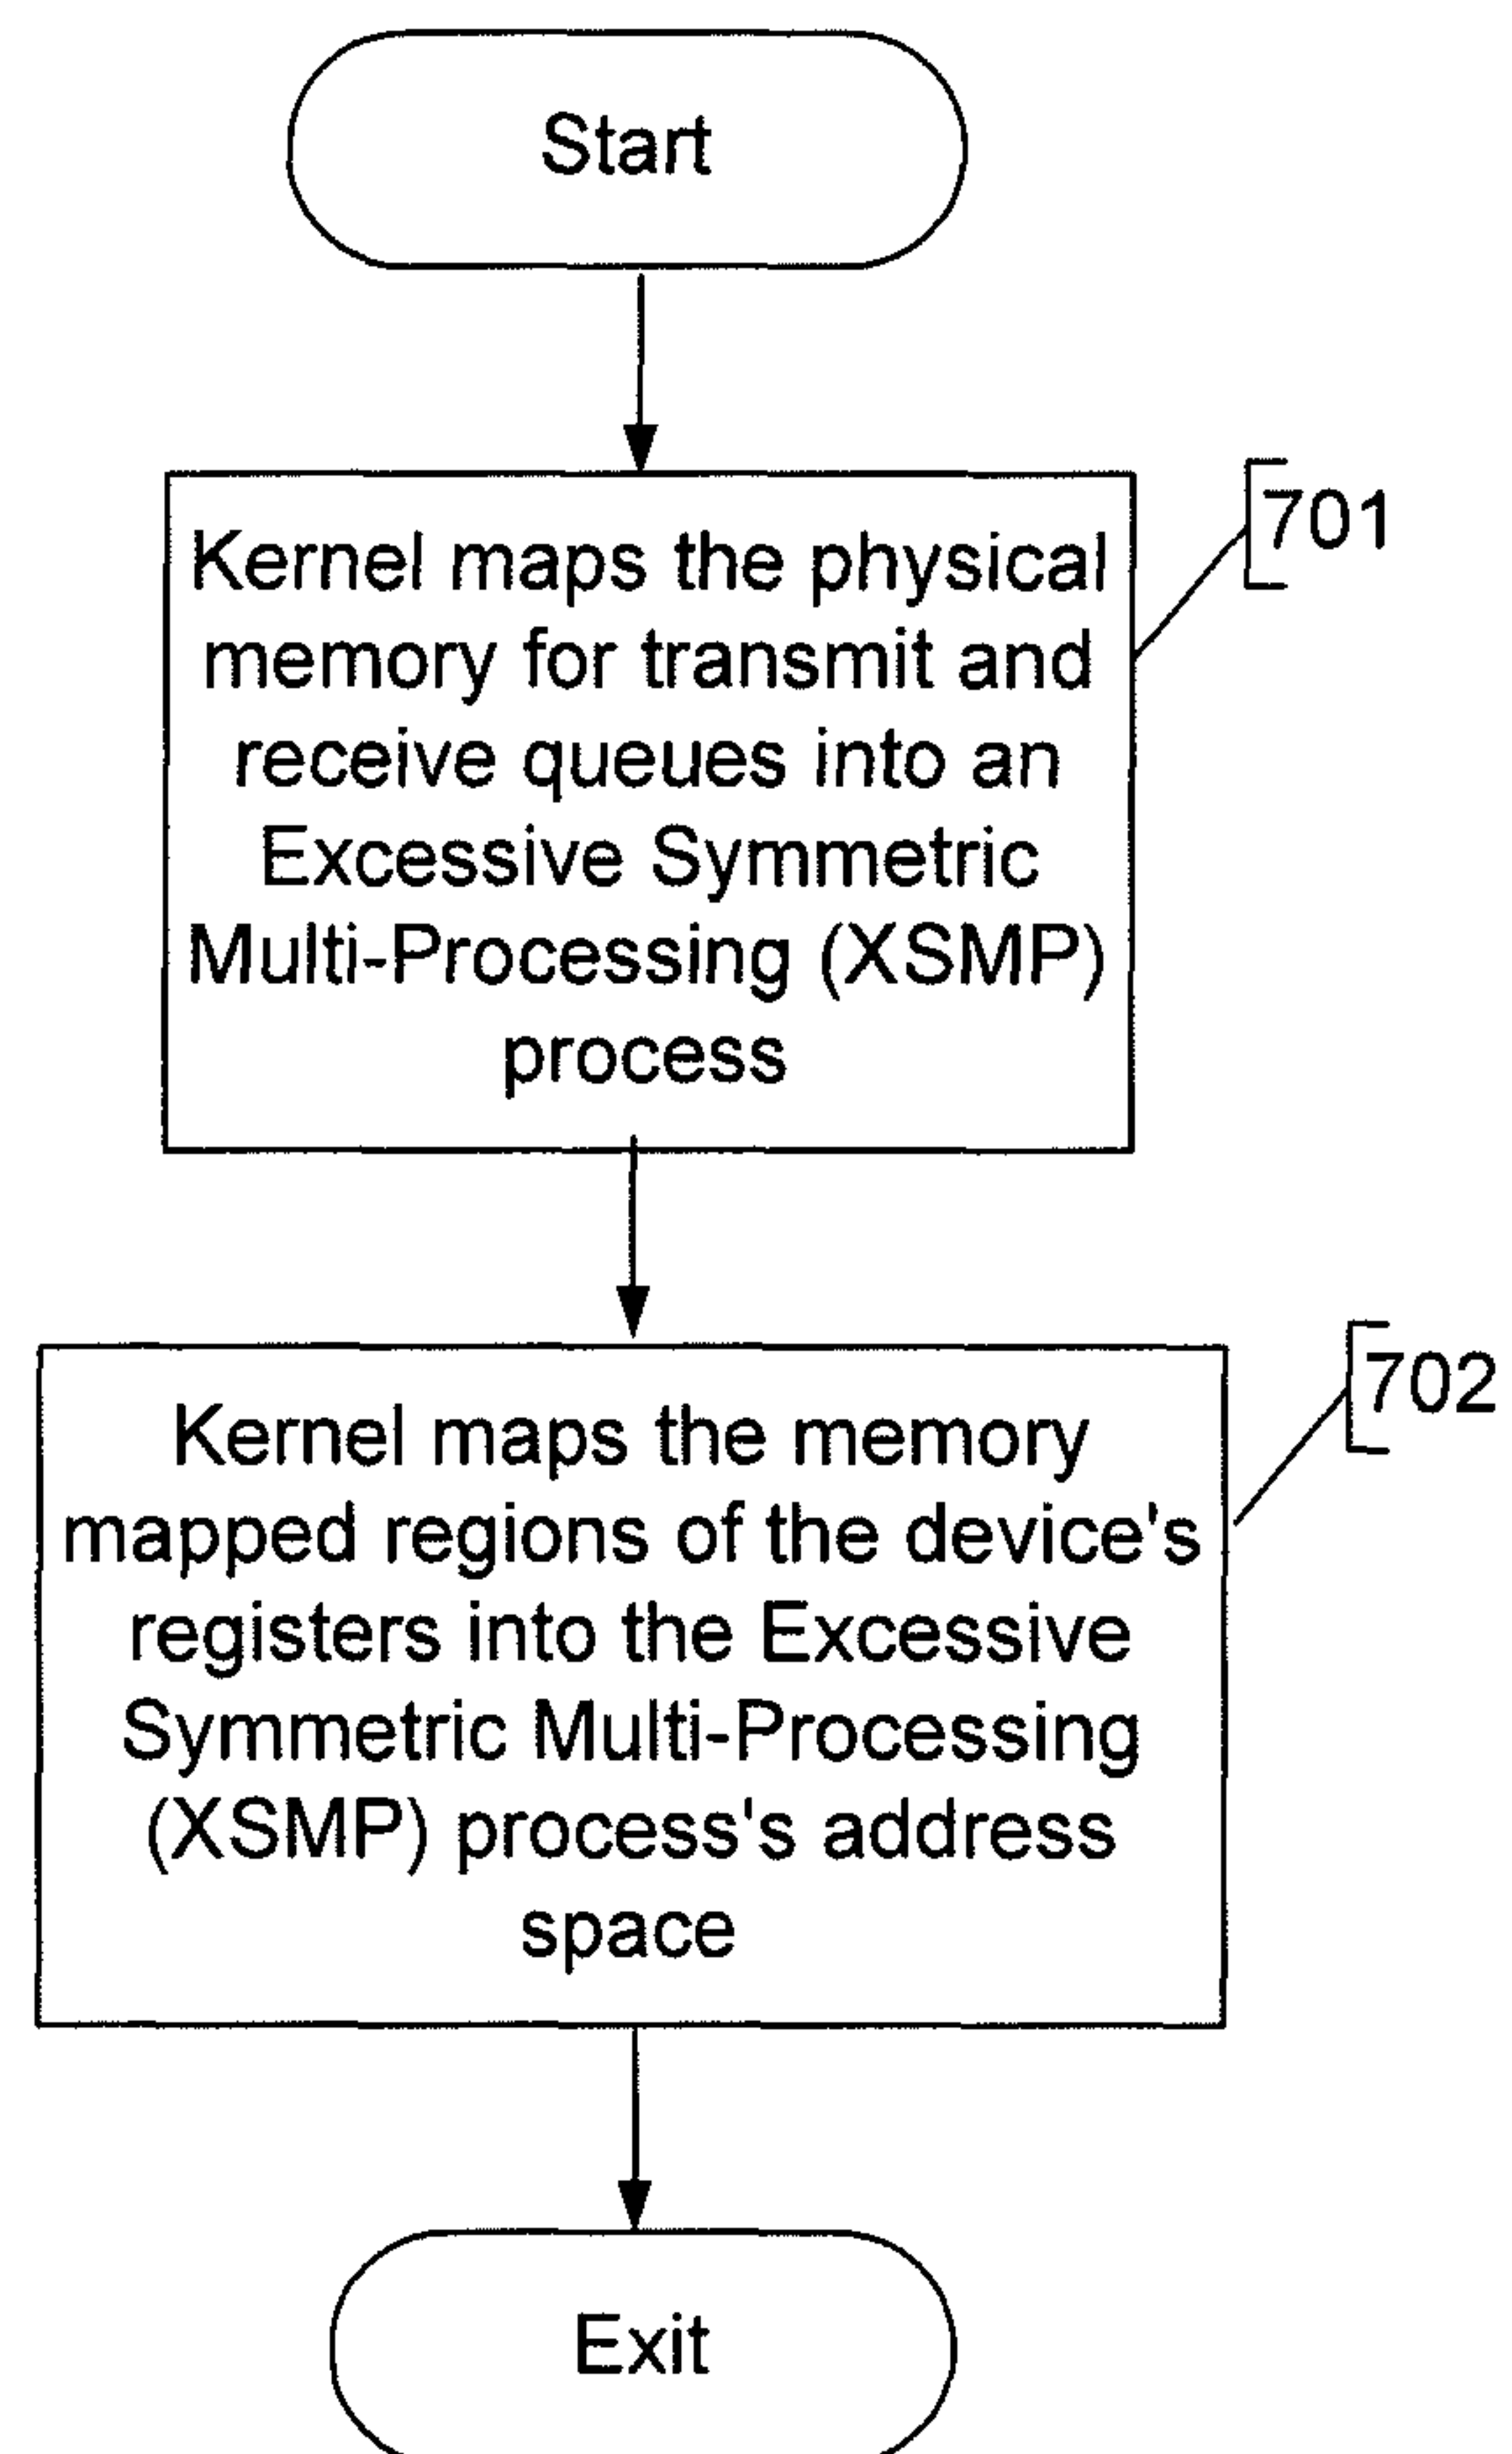 Start
Kernel maps the physical
memory for transmit and
receive queues into an
Excessive Symmetric
Multi-Processing (XSMP)
process
701
Kernel maps the memory
mapped regions of the device's
registers into the Excessive
Symmetric Multi-Processing
(XSMP) process's address
space
702
Exit